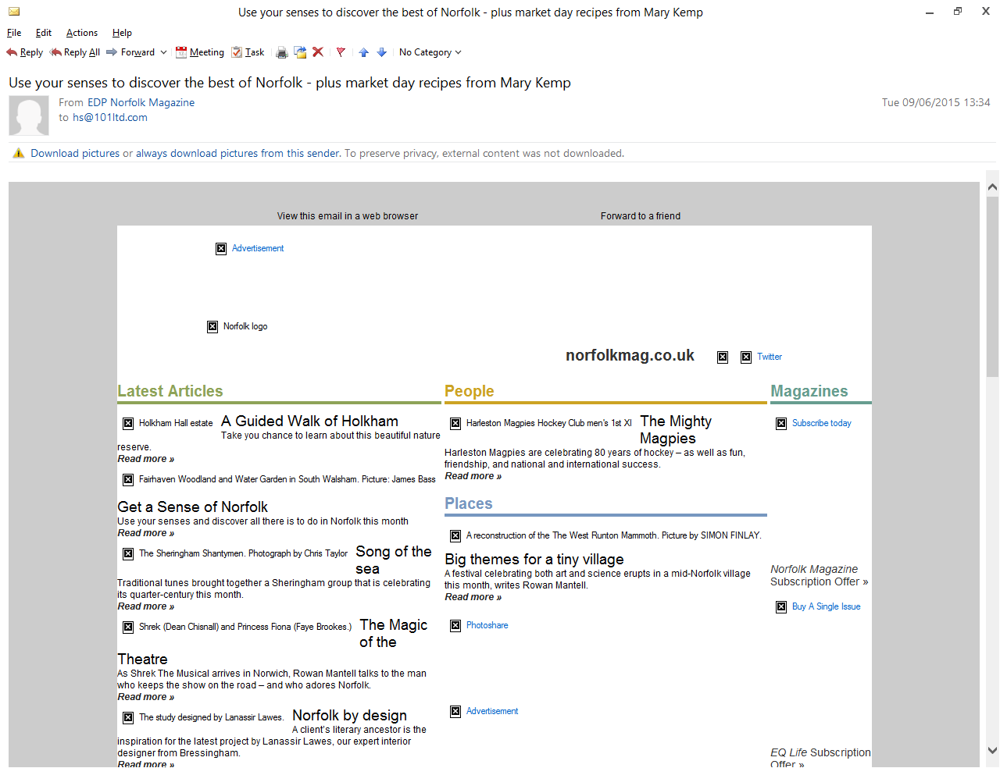 Use your senses to discover the best of Norfolk - plus market day recipes from Mary Kemp
File Edit Actions Help
Reply Reply All Forward Meeting Task No Category
Use your senses to discover the best of Norfolk - plus market day recipes from Mary Kemp
From EDP Norfolk Magazine
Tue 09/06/2015 13:34
to hs@101ltd.com
Download pictures or always download pictures from this sender. To preserve privacy, external content was not downloaded.
View this email in a web browser
Forward to a friend
Advertisement
Norfolk logo
norfolkmag.co.uk
Twitter
Latest Articles
Holkham Hall estate A Guided Walk of Holkham
Take you chance to learn about this beautiful nature
reserve.
Read more »
Fairhaven Woodland and Water Garden in South Walsham. Picture: James Bass
Get a Sense of Norfolk
Use your senses and discover all there is to do in Norfolk this month
Read more »
The Sheringham Shantymen. Photograph by Chris Taylor Song of the
sea
Traditional tunes brought together a Sheringham group that is celebrating
its quarter-century this month.
Read more »
Shrek (Dean Chisnall) and Princess Fiona (Faye Brookes.) The Magic
of the
Theatre
As Shrek The Musical arrives in Norwich, Rowan Mantell talks to the man
who keeps the show on the road – and who adores Norfolk.
Read more »
The study designed by Lanassir Lawes. Norfolk by design
A client's literary ancestor is the
inspiration for the latest project by Lanassir Lawes, our expert interior
designer from Bressingham.
Read more »
People
Harleston Magpies Hockey Club men's 1st XI The Mighty
Magpies
Harleston Magpies are celebrating 80 years of hockey – as well as fun,
friendship, and national and international success.
Read more »
Places
A reconstruction of the The West Runton Mammoth. Picture by SIMON FINLAY.
Big themes for a tiny village
A festival celebrating both art and science erupts in a mid-Norfolk village
this month, writes Rowan Mantell.
Read more »
Photoshare
Advertisement
Magazines
Subscribe today
Norfolk Magazine
Subscription Offer »
Buy A Single Issue
EQ Life Subscription
Offer »